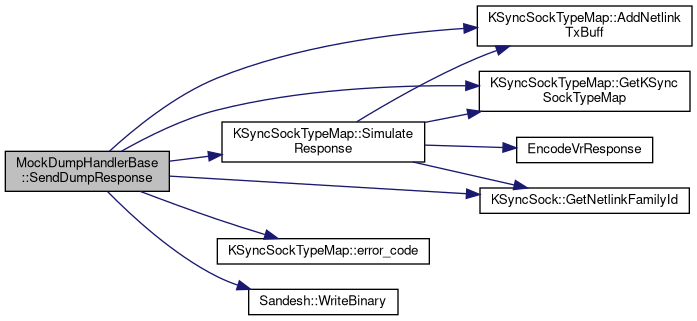 MockDumpHandlerBase
::SendDumpResponse
KSyncSockTypeMap::Simulate
Response
KSyncSockTypeMap::error_code
Sandesh::WriteBinary
KSyncSockTypeMap::AddNetlink
TxBuff
KSyncSockTypeMap::GetKSync
SockTypeMap
EncodeVrResponse
KSyncSock::GetNetlinkFamilyId